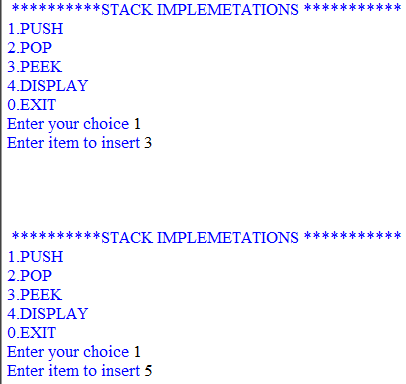 **********STACK IMPLEMETATIONS ***********
1.PUSH
2.POP
3.PEEK
4.DISPLAY
0.EXIT
Enter your choice 1
Enter item to insert 3
**********STACK IMPLEMETATIONS ***********
1.PUSH
2.POP
3.PEEK
4.DISPLAY
0.EXIT
Enter your choice 1
Enter item to insert 5